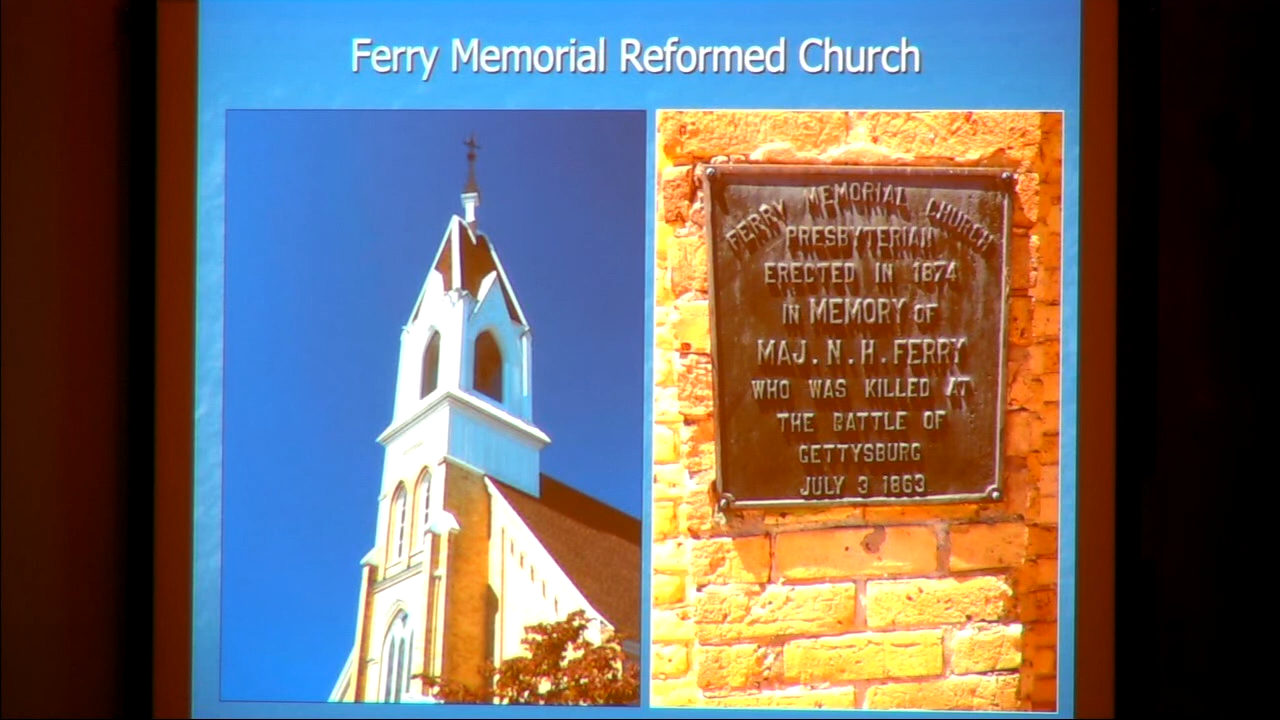 Ferry Memorial Reformed Church
FERRY MEMORIAL CHURCH
PRESBYTERIAN
ERECTED IN 1874
IN MEMORY OF
MAJ. N. H. FERRY
WHO WAS KILLED AT
THE BATTLE OF
GETTYSBURG
JULY 3 1863